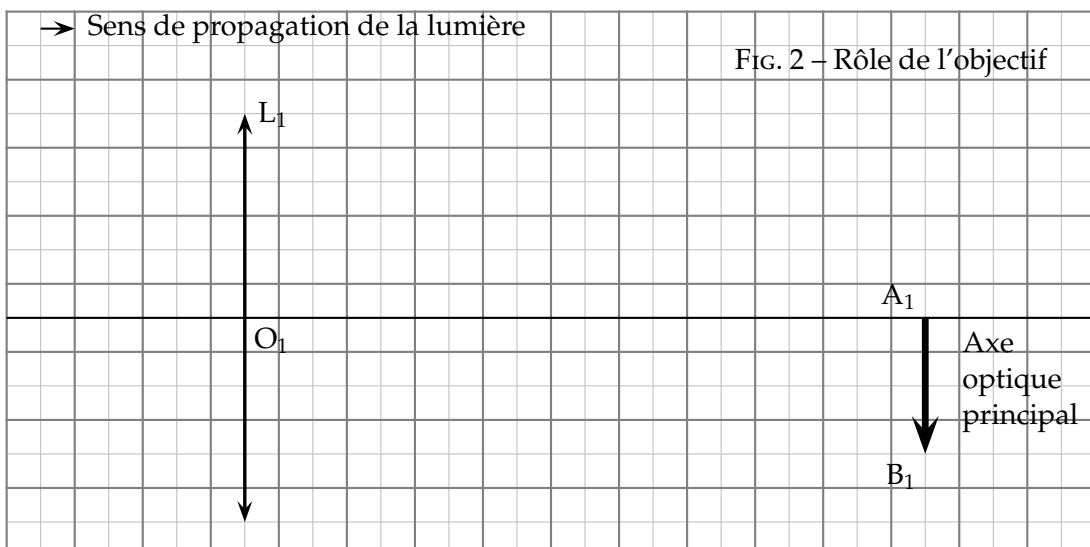 Sens de propagation de la lumière
FIG. 2 – Rôle de l'objectif
L₁
A₁
O₁
Axe
optique
principal
B₁